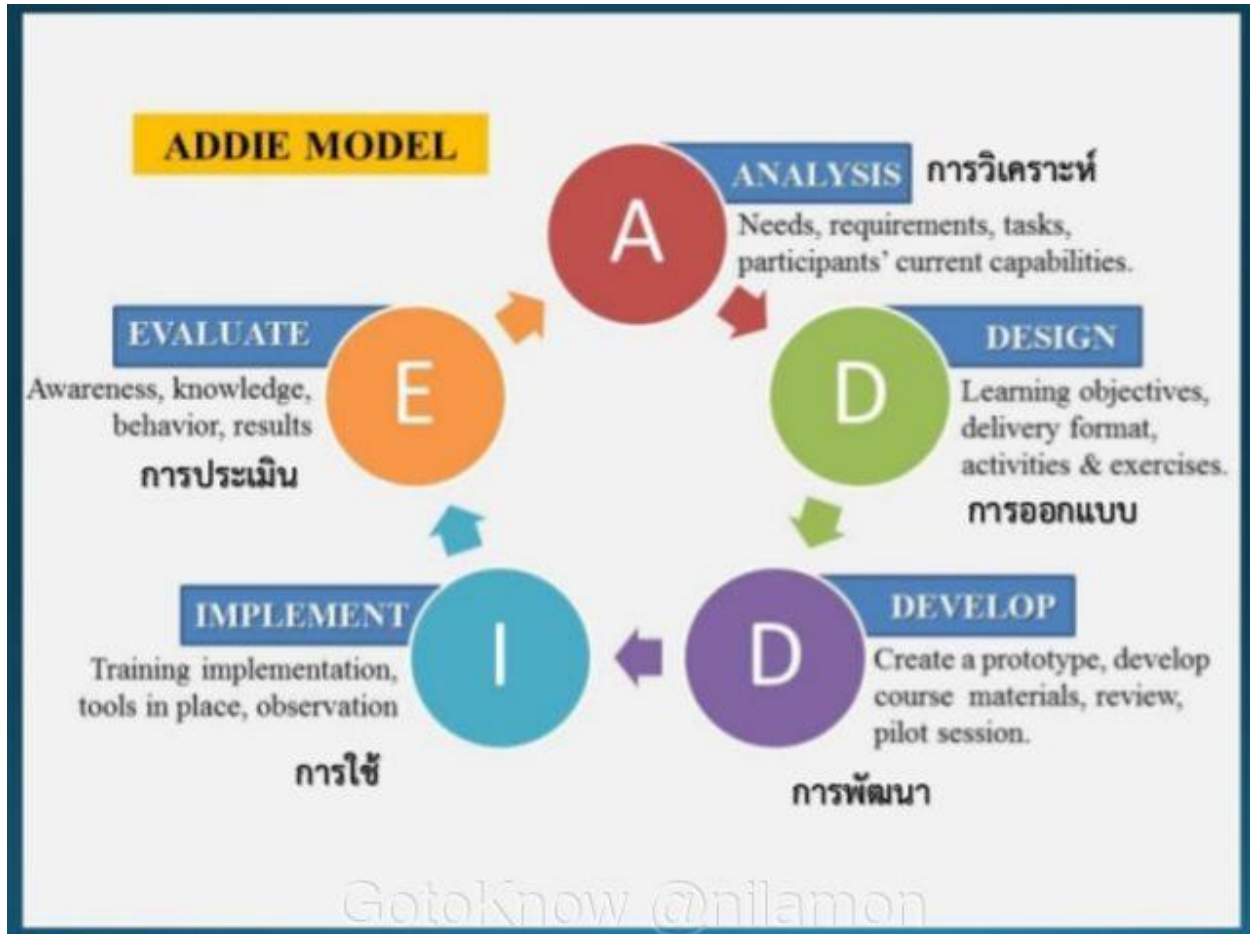 ADDIE MODEL
A
ANALYSIS การวิเคราะห์
Needs, requirements, tasks,
participants’ current capabilities.
D
DESIGN
Learning objectives,
delivery format,
activities & exercises.
การออกแบบ
D
DEVELOP
Create a prototype, develop
course materials, review,
pilot session.
การพัฒนา
I
IMPLEMENT
Training implementation,
tools in place, observation
การใช้
E
EVALUATE
Awareness, knowledge,
behavior, results
การประเมิน
GotoKnow @nilamon